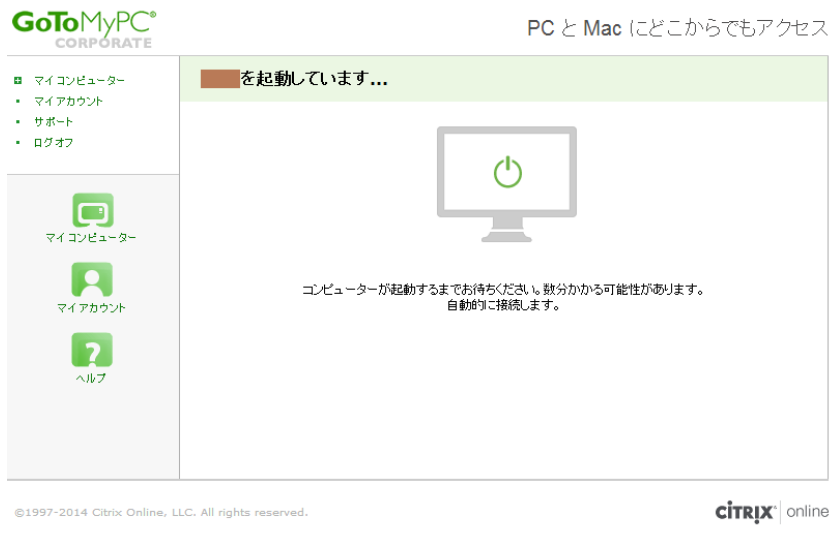 GoToMyPC®
CORPORATE
PC と Mac にどこからでもアクセス
マイコンピューター
マイアカウント
サポート
ログオフ
を起動しています...
マイコンピューター
マイアカウント
?
ヘルプ
コンピューターが起動するまでお待ちください。数分かかる可能性があります。
自動的に接続します。
©1997-2014 Citrix Online, LLC. All rights reserved.
CITRIX® online